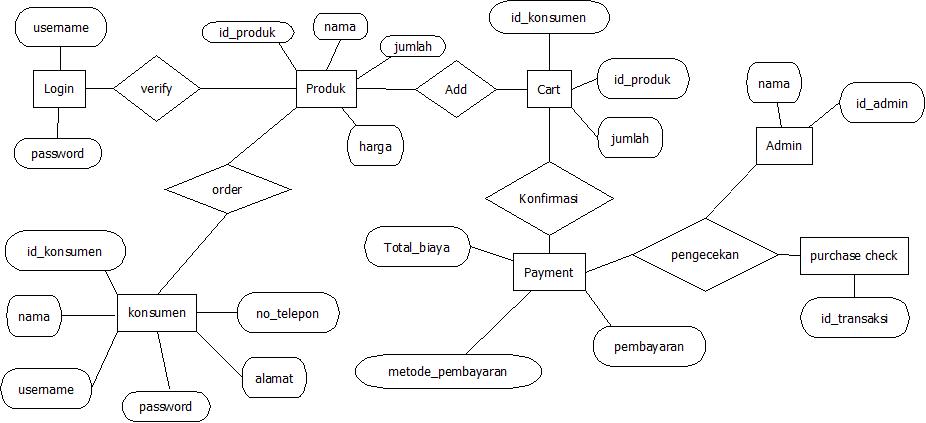 username
id_produk
nama
jumlah
id_konsumen
Login
verify
Produk
Add
Cart
id_produk
nama
id_admin
password
harga
jumlah
Admin
order
Konfirmasi
id_konsumen
Total_biaya
Payment
pengecekan
purchase check
nama
konsumen
no_telepon
id_transaksi
username
password
alamat
metode_pembayaran
pembayaran